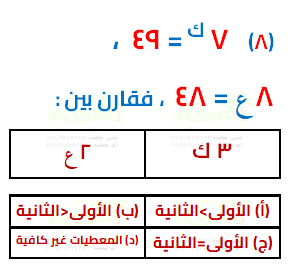 (٨) ٧ ك = ٤٩ ،
٨ ع = ٤٨ ، فقارن بين :
٣ ك ٢ ع
(أ) الأولى>الثانية (ب) الأولى<الثانية
(ج) الأولى=الثانية (د) المعطيات غير كافية